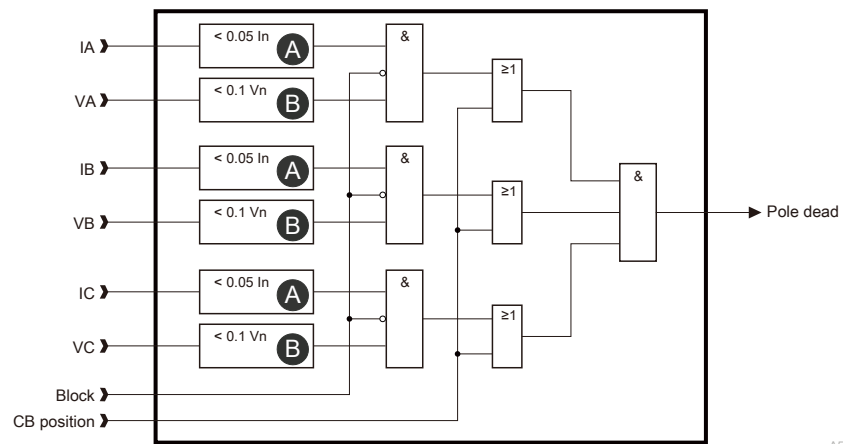 IA
< 0.05 In
A
&
VA
< 0.1 Vn
B
≥1
IB
< 0.05 In
A
&
&
VB
< 0.1 Vn
B
≥1
Pole dead
IC
< 0.05 In
A
&
VC
< 0.1 Vn
B
≥1
Block
CB position